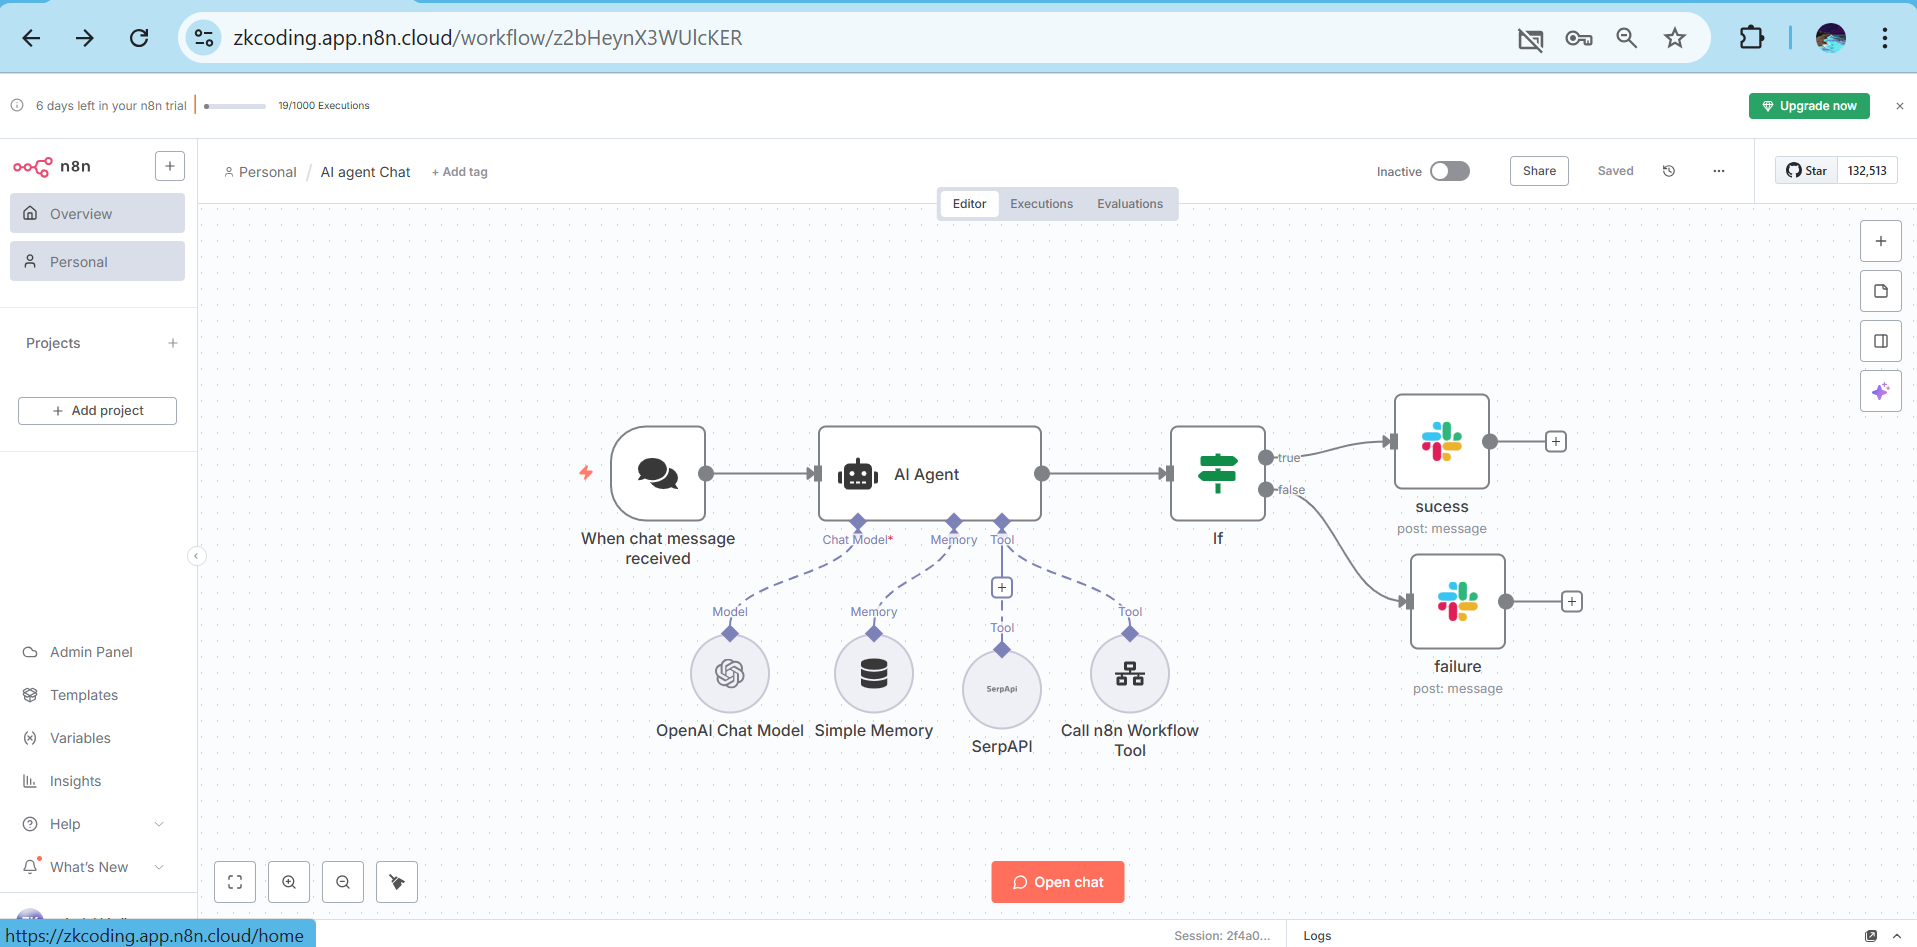 zkcoding.app.n8n.cloud/workflow/z2bHeynX3WUlcKER
6 days left in your n8n trial
19/1000 Executions
Upgrade now
n8n
Personal / AI agent Chat + Add tag
Inactive
Share
Saved
Star 132,513
Editor Executions Evaluations
Overview
Personal
Projects
Add project
Admin Panel
Templates
Variables
Insights
Help
What's New
When chat message
received
AI Agent
Chat Model*
Memory
Tool
If
true
false
sucess
post: message
failure
post: message
Model
Memory
Tool
Tool
SerpApi
OpenAI Chat Model
Simple Memory
SerpAPI
Call n8n Workflow
Tool
Open chat
https://zkcoding.app.n8n.cloud/home
Session: 2f4a0...
Logs